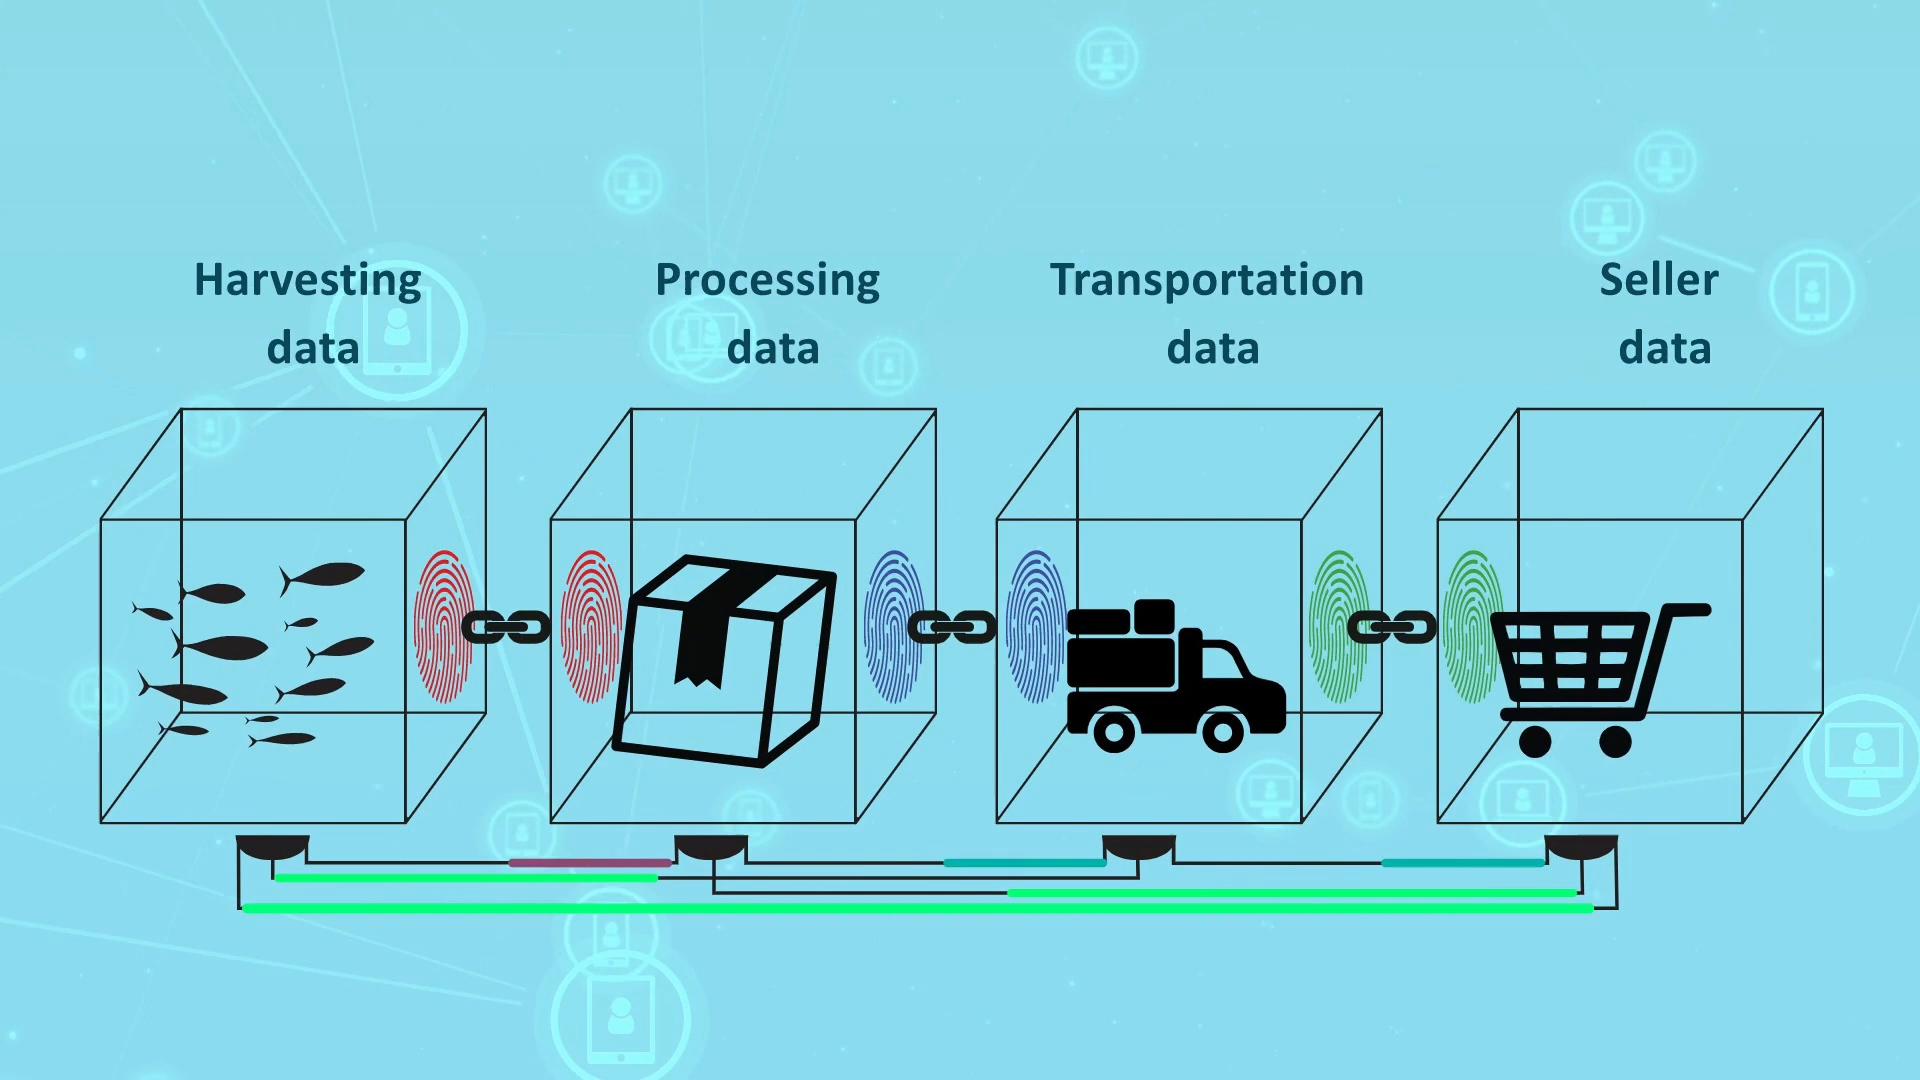 Harvesting
data
Processing
data
Transportation
data
Seller
data